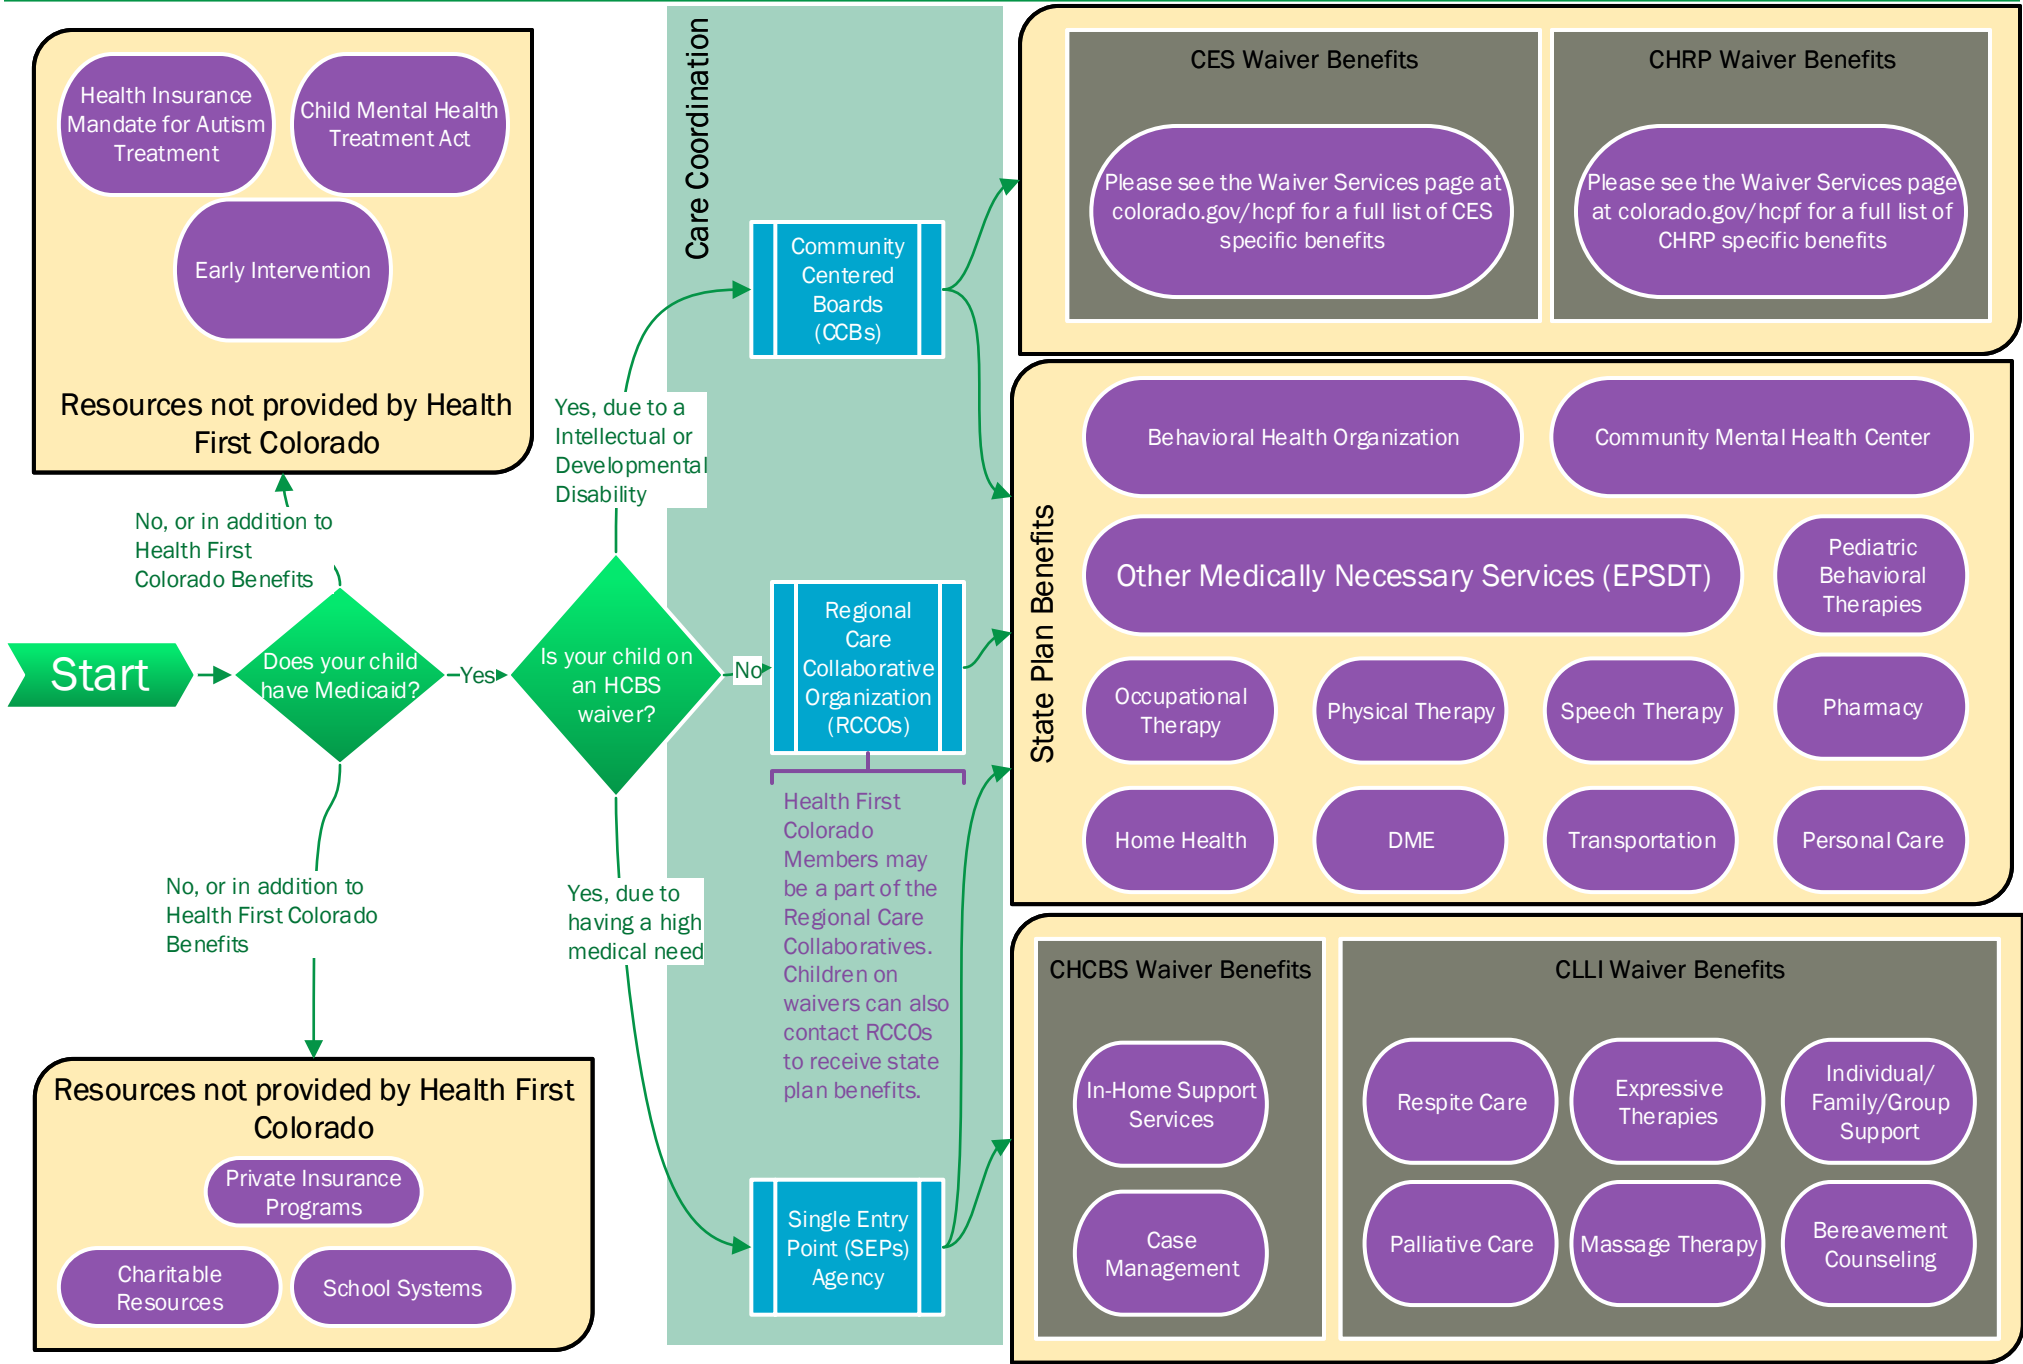 Health Insurance
Mandate for Autism
Treatment
Child Mental Health
Treatment Act
Early Intervention
Resources not provided by Health
First Colorado
No, or in addition to
Health First
Colorado Benefits
Start
Does your child
have Medicaid?
Yes
Is your child on
an HCBS
waiver?
No, or in addition to
Health First Colorado
Benefits
Resources not provided by Health First
Colorado
Private Insurance
Programs
Charitable
Resources
School Systems
Yes, due to a
Intellectual or
Developmental
Disability
No
Yes, due to
having a high
medical need
Care Coordination
Community
Centered
Boards
(CCBs)
Regional
Care
Collaborative
Organization
(RCCOs)
Health First
Colorado
Members may
be a part of the
Regional Care
Collaboratives.
Children on
waivers can also
contact RCCOs
to receive state
plan benefits.
Single Entry
Point (SEPs)
Agency
CES Waiver Benefits
Please see the Waiver Services page at
colorado.gov/hcpf for a full list of CES
specific benefits
CHRP Waiver Benefits
Please see the Waiver Services page
at colorado.gov/hcpf for a full list of
CHRP specific benefits
State Plan Benefits
Behavioral Health Organization
Community Mental Health Center
Other Medically Necessary Services (EPSDT)
Pediatric
Behavioral
Therapies
Occupational
Therapy
Physical Therapy
Speech Therapy
Pharmacy
Home Health
DME
Transportation
Personal Care
CHCBS Waiver Benefits
In-Home Support
Services
Case
Management
CLLI Waiver Benefits
Respite Care
Expressive
Therapies
Individual/
Family/Group
Support
Palliative Care
Massage Therapy
Bereavement
Counseling